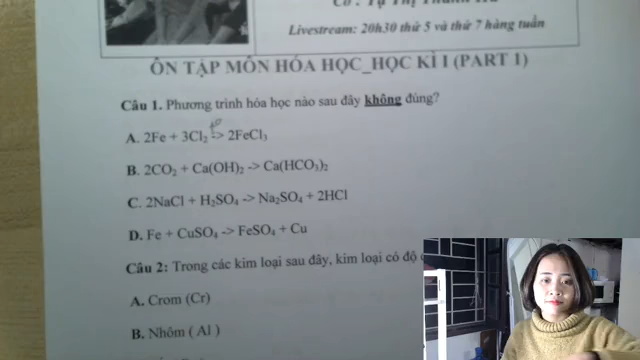 Livestream: 20h30 thứ 5 và thứ 7 hàng tuần
ÔN TẬP MÔN HÓA HỌC_HỌC KÌ I (PART 1)
Câu 1. Phương trình hóa học nào sau đây không đúng?
A. 2Fe + 3Cl₂ -> 2FeCl₃
B. 2CO₂ + Ca(OH)₂ -> Ca(HCO₃)₂
C. 2NaCl + H₂SO₄ -> Na₂SO₄ + 2HCl
D. Fe + CuSO₄ -> FeSO₄ + Cu
Câu 2: Trong các kim loại sau đây, kim loại có độ
A. Crom (Cr)
B. Nhôm ( Al )